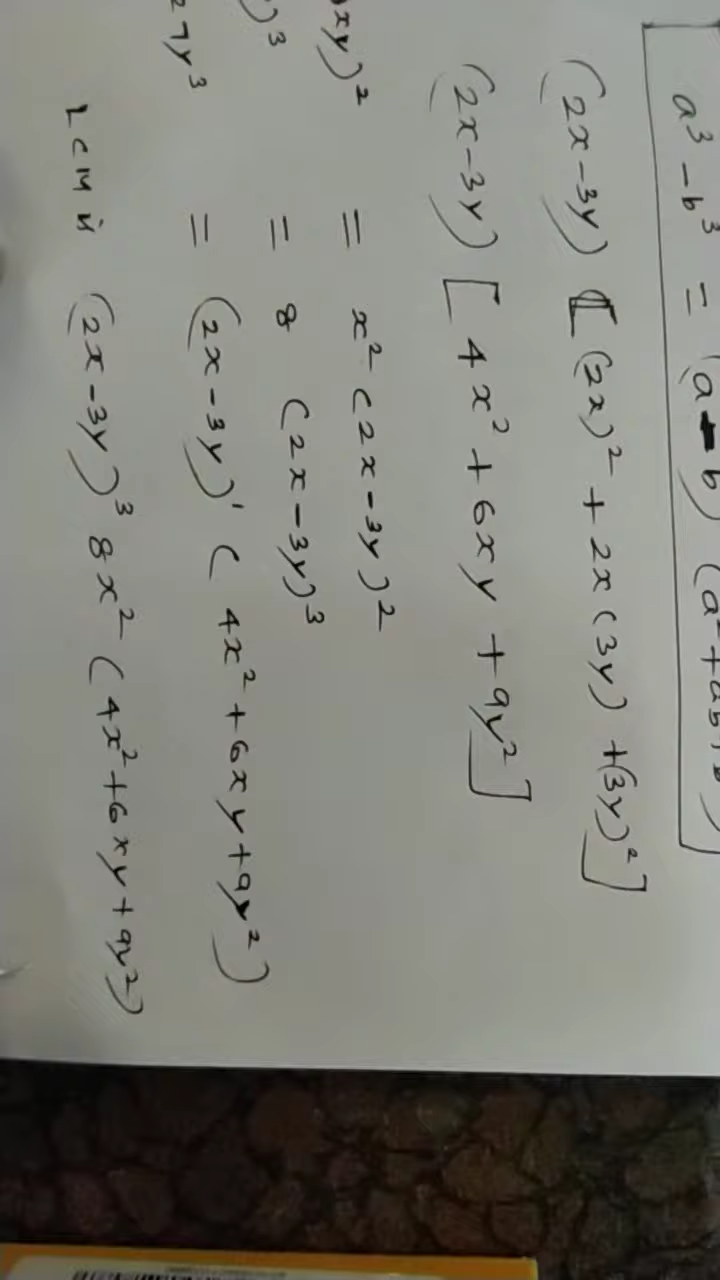 a³ - b³ = (a - b) (a² + ab +
(2x - 3y) [(2x)² + 2x (3y) + (3y)²]
(2x - 3y) [4x² + 6xy + 9y²]
xy)² = x² (2x - 3y)²
)³ = 8 (2x - 3y)³
27y³ = (2x - 3y)' (4x² + 6xy + 9y²)
LCM is (2x - 3y)³ 8x² (4x² + 6xy + 9y²)